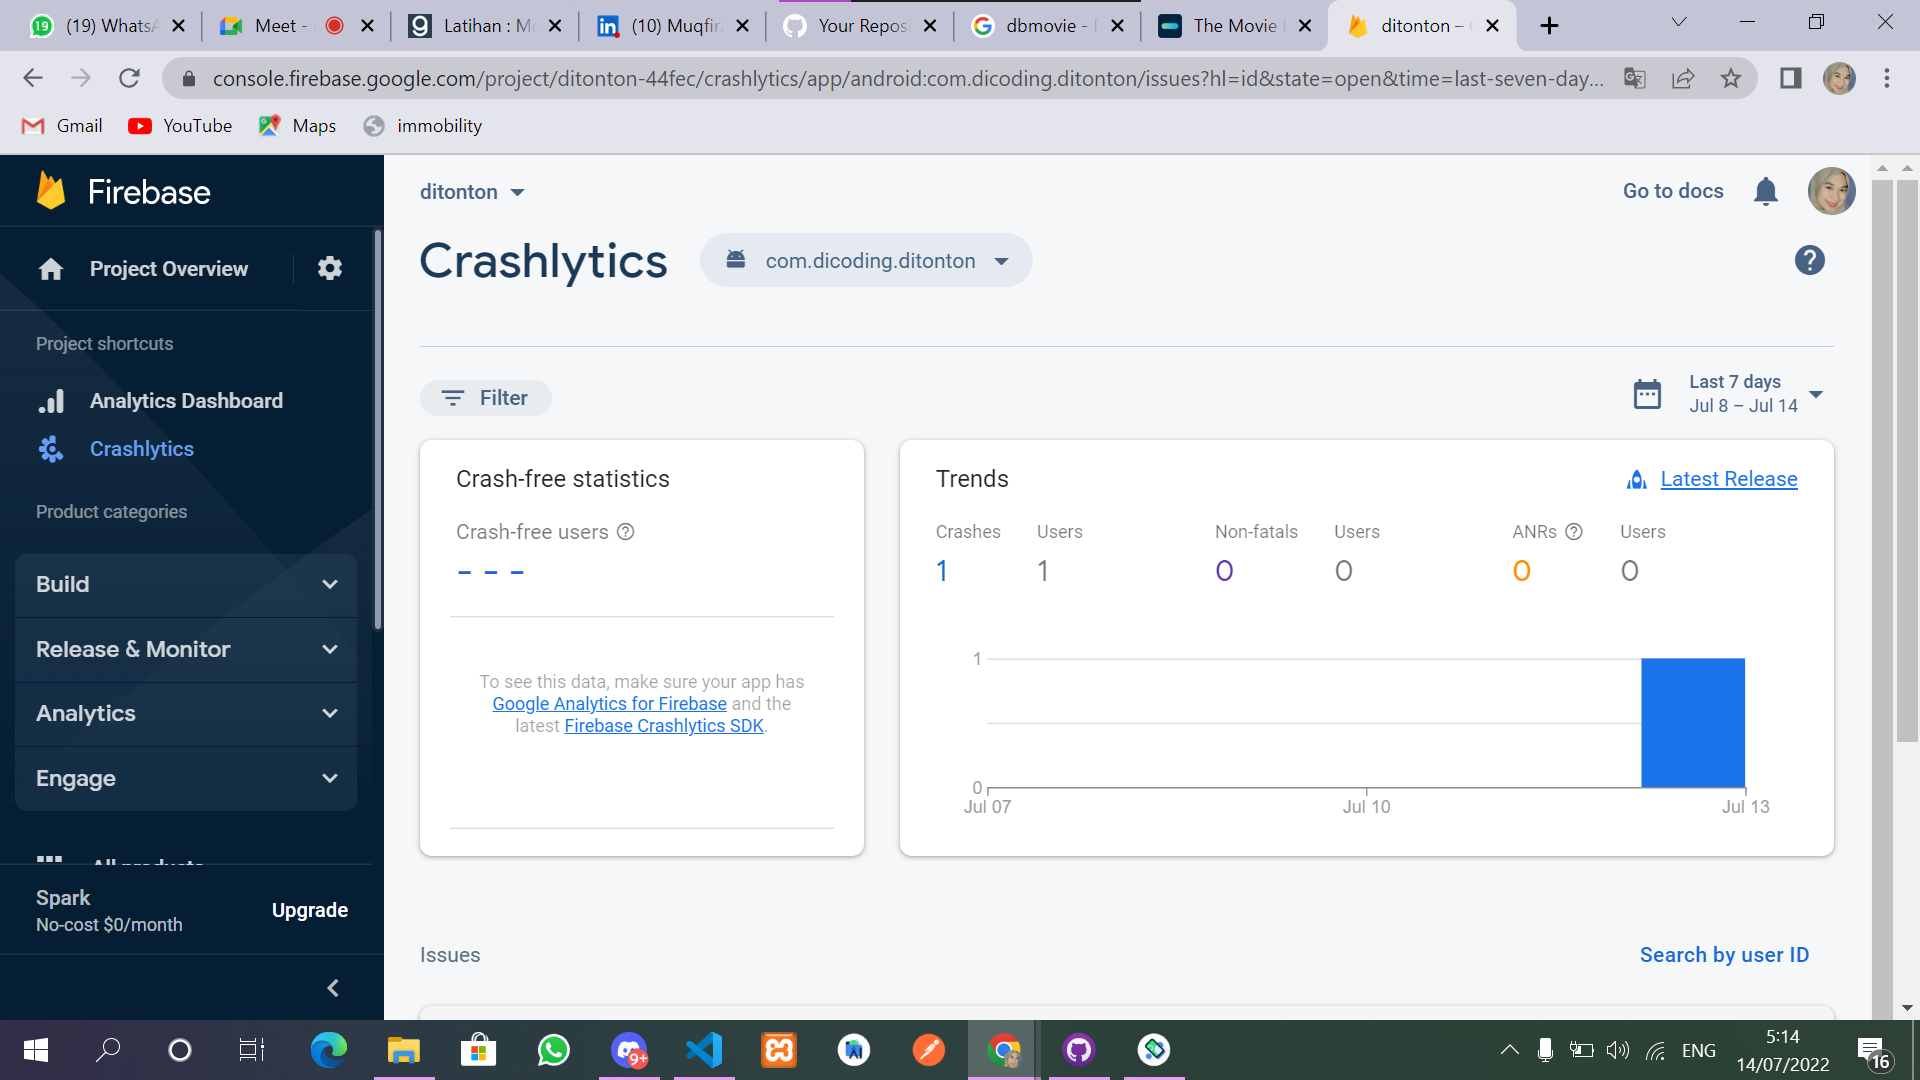 (19) WhatsA
Meet -
Latihan : Me
(10) Muqfira
Your Reposi
dbmovie -
The Movie
ditonton –
console.firebase.google.com/project/ditonton-44fec/crashlytics/app/android:com.dicoding.ditonton/issues?hl=id&state=open&time=last-seven-day...
Gmail
YouTube
Maps
immobility
Firebase
Project Overview
Project shortcuts
Analytics Dashboard
Crashlytics
Product categories
Build
Release & Monitor
Analytics
Engage
All products
Spark
No-cost $0/month
Upgrade
ditonton
Go to docs
Crashlytics
com.dicoding.ditonton
Filter
Last 7 days
Jul 8 – Jul 14
Crash-free statistics
Crash-free users
- - -
To see this data, make sure your app has
Google Analytics for Firebase and the
latest Firebase Crashlytics SDK.
Trends
Latest Release
Crashes Users Non-fatals Users ANRs Users
1 1 0 0 0 0
1
0
Jul 07 Jul 10 Jul 13
Issues
Search by user ID
9+
ENG
5:14
14/07/2022
16